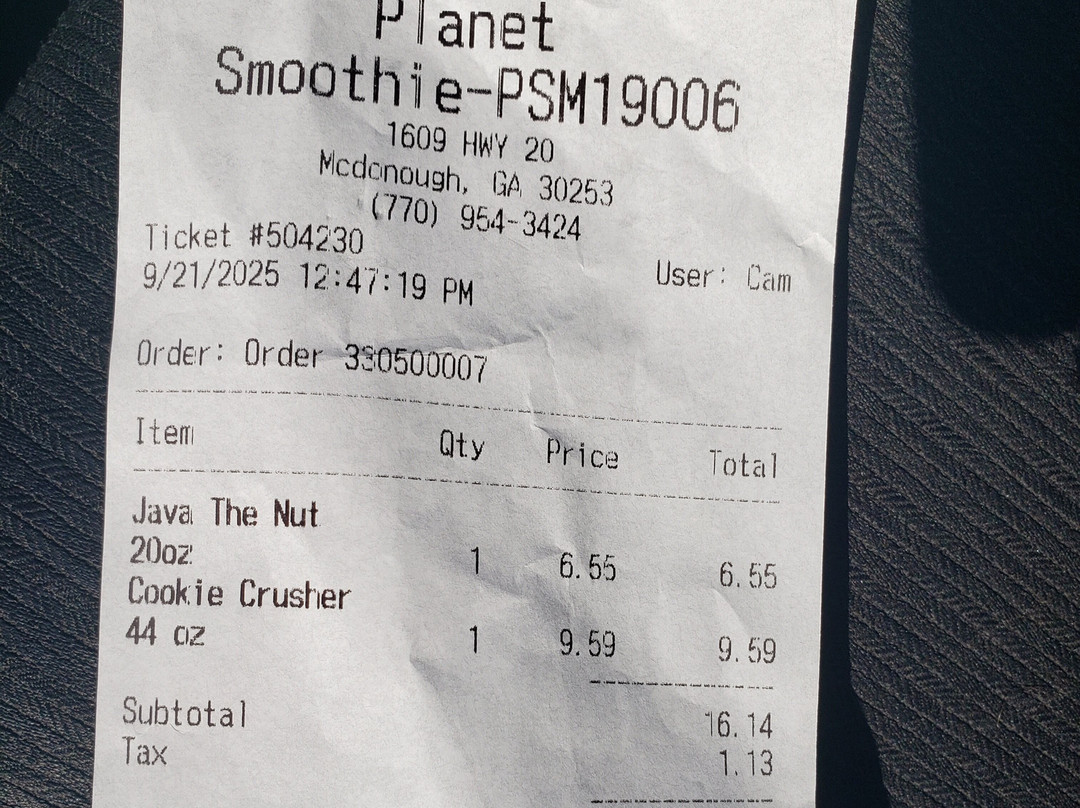 Planet
Smoothie-PSM19006
1609 HWY 20
Mcdonough, GA 30253
(770) 954-3424
Ticket #504230
9/21/2025 12:47:19 PM User: Cam
Order: Order 330500007
Item Qty Price Total
Java The Nut
20oz 1 6.55 6.55
Cookie Crusher
44 oz 1 9.59 9.59
Subtotal 16.14
Tax 1.13